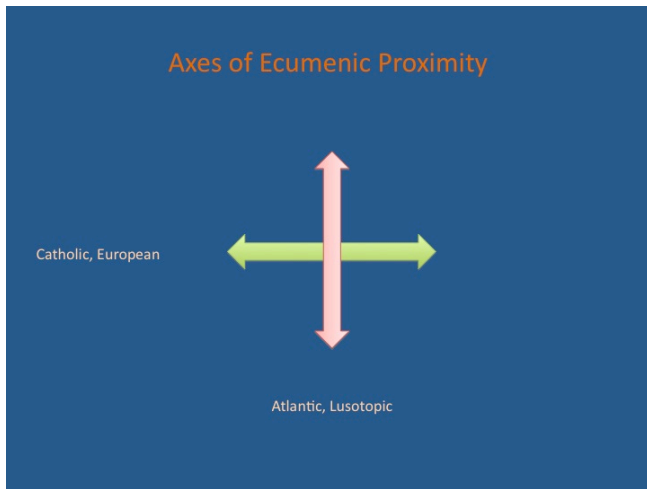 Axes of Ecumenic Proximity
Catholic, European
Atlantic, Lusotopic